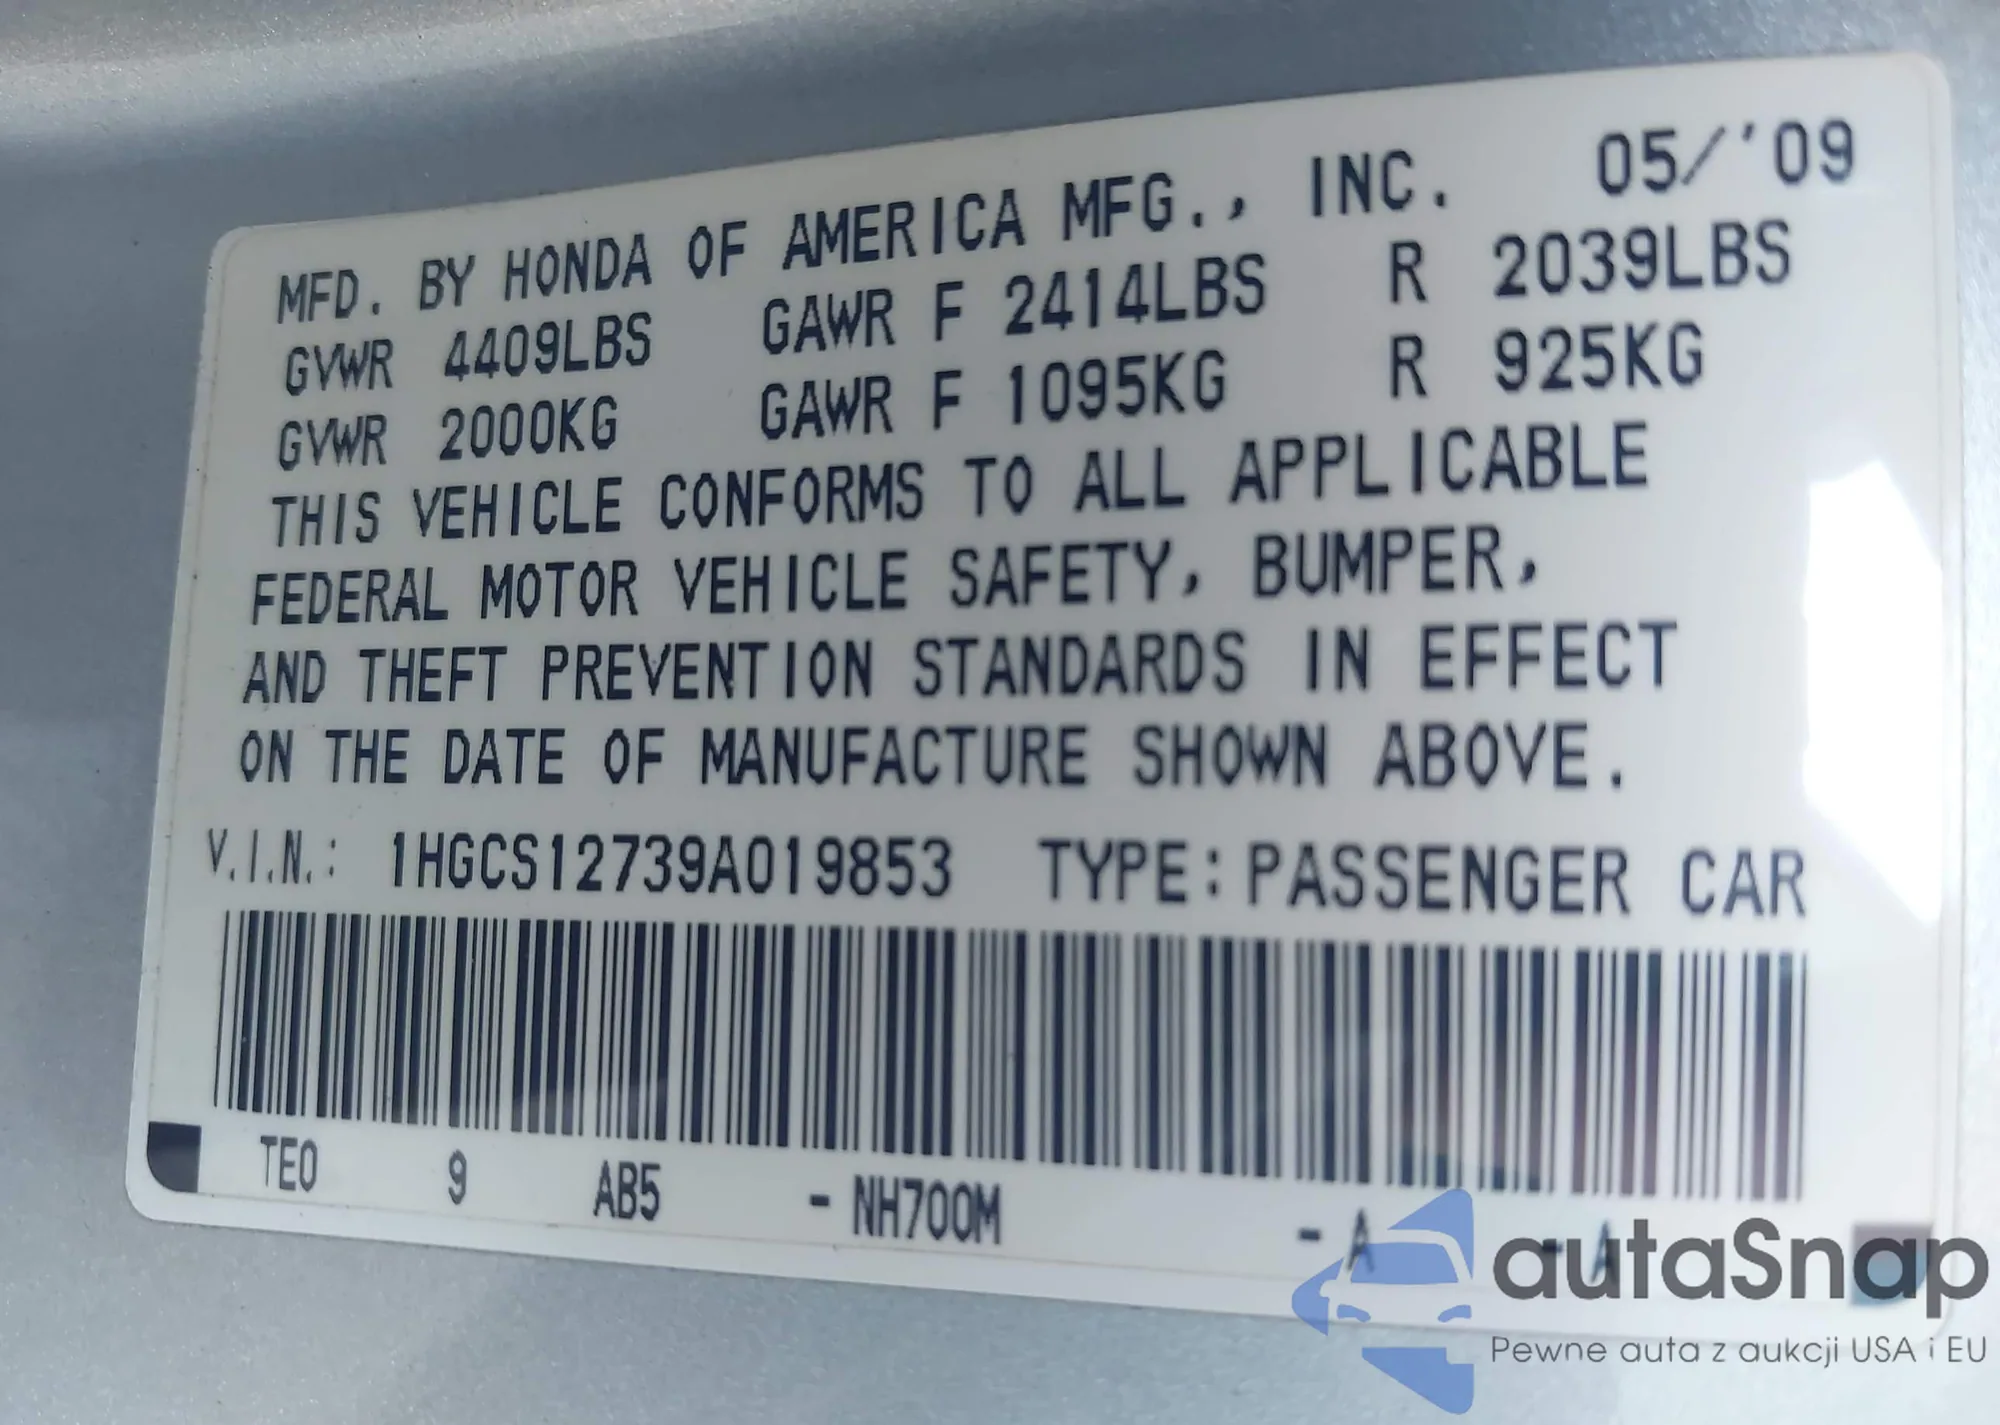 MFD. BY HONDA OF AMERICA MFG., INC. 05/'09
GVWR 4409LBS GAWR F 2414LBS R 2039LBS
GVWR 2000KG GAWR F 1095KG R 925KG
THIS VEHICLE CONFORMS TO ALL APPLICABLE
FEDERAL MOTOR VEHICLE SAFETY, BUMPER,
AND THEFT PREVENTION STANDARDS IN EFFECT
ON THE DATE OF MANUFACTURE SHOWN ABOVE.
V.I.N.: 1HGCS12739A019853 TYPE: PASSENGER CAR
TE0 9 AB5 - NH700M - A - A
autaSnap
Pewne auta z aukcji USA i EU